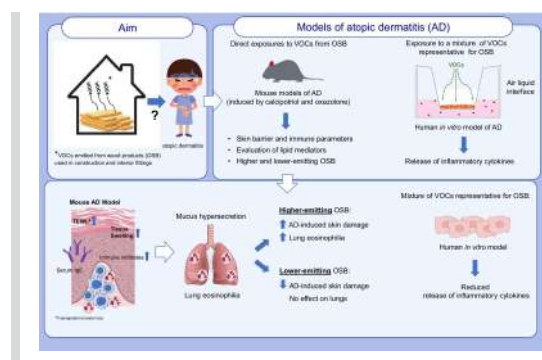 Aim
?
atopic dermatitis
*VOCs emitted from wood products (OSB)
used in construction and interior fittings
Models of atopic dermatitis (AD)
Direct exposures to VOCs from OSB
Mouse models of AD
(induced by calcipotriol and oxazolone)
• Skin barrier and immune parameters
• Evaluation of lipid mediators
• Higher and lower-emitting OSB
Exposure to a mixture of VOCs
representative for OSB
VOCs
Air liquid
interface
Human in vitro model of AD
Release of inflammatory cytokines
Mouse AD Model
TEWL*
Tissue
Swelling
Immune infiltrates
Serum IgE
Mucus hypersecretion
Lung eosinophilia
Higher-emitting OSB:
AD-induced skin damage
Lung eosinophilia
Lower-emitting OSB:
AD-induced skin damage
No effect on lungs
Mixture of VOCs representative for OSB:
Human in vitro model
Reduced
release of inflammatory cytokines